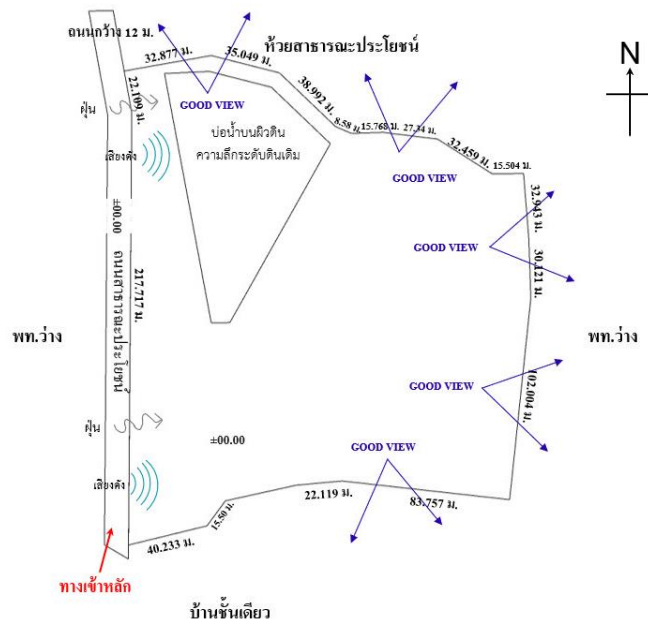 ถนนกว้าง 12 ม.
32.877 ม.
35.049 ม.
ห้วยสาธารณะประโยชน์
N
22.109 ม.
38.992 ม.
ฝุ่น
GOOD VIEW
บ่อน้ำบนผิวดิน
ความลึกระดับดินเดิม
8.58 ม.
15.768 ม.
27.34 ม.
32.459 ม.
15.504 ม.
เสียงดัง
GOOD VIEW
32.943 ม.
±00.00
GOOD VIEW
30.121 ม.
217.717 ม.
ถนนสาธารณะประโยชน์
พท.ว่าง
พท.ว่าง
GOOD VIEW
102.004 ม.
ฝุ่น
±00.00
GOOD VIEW
เสียงดัง
22.119 ม.
83.757 ม.
15.50 ม.
40.233 ม.
ทางเข้าหลัก
บ้านชั้นเดียว